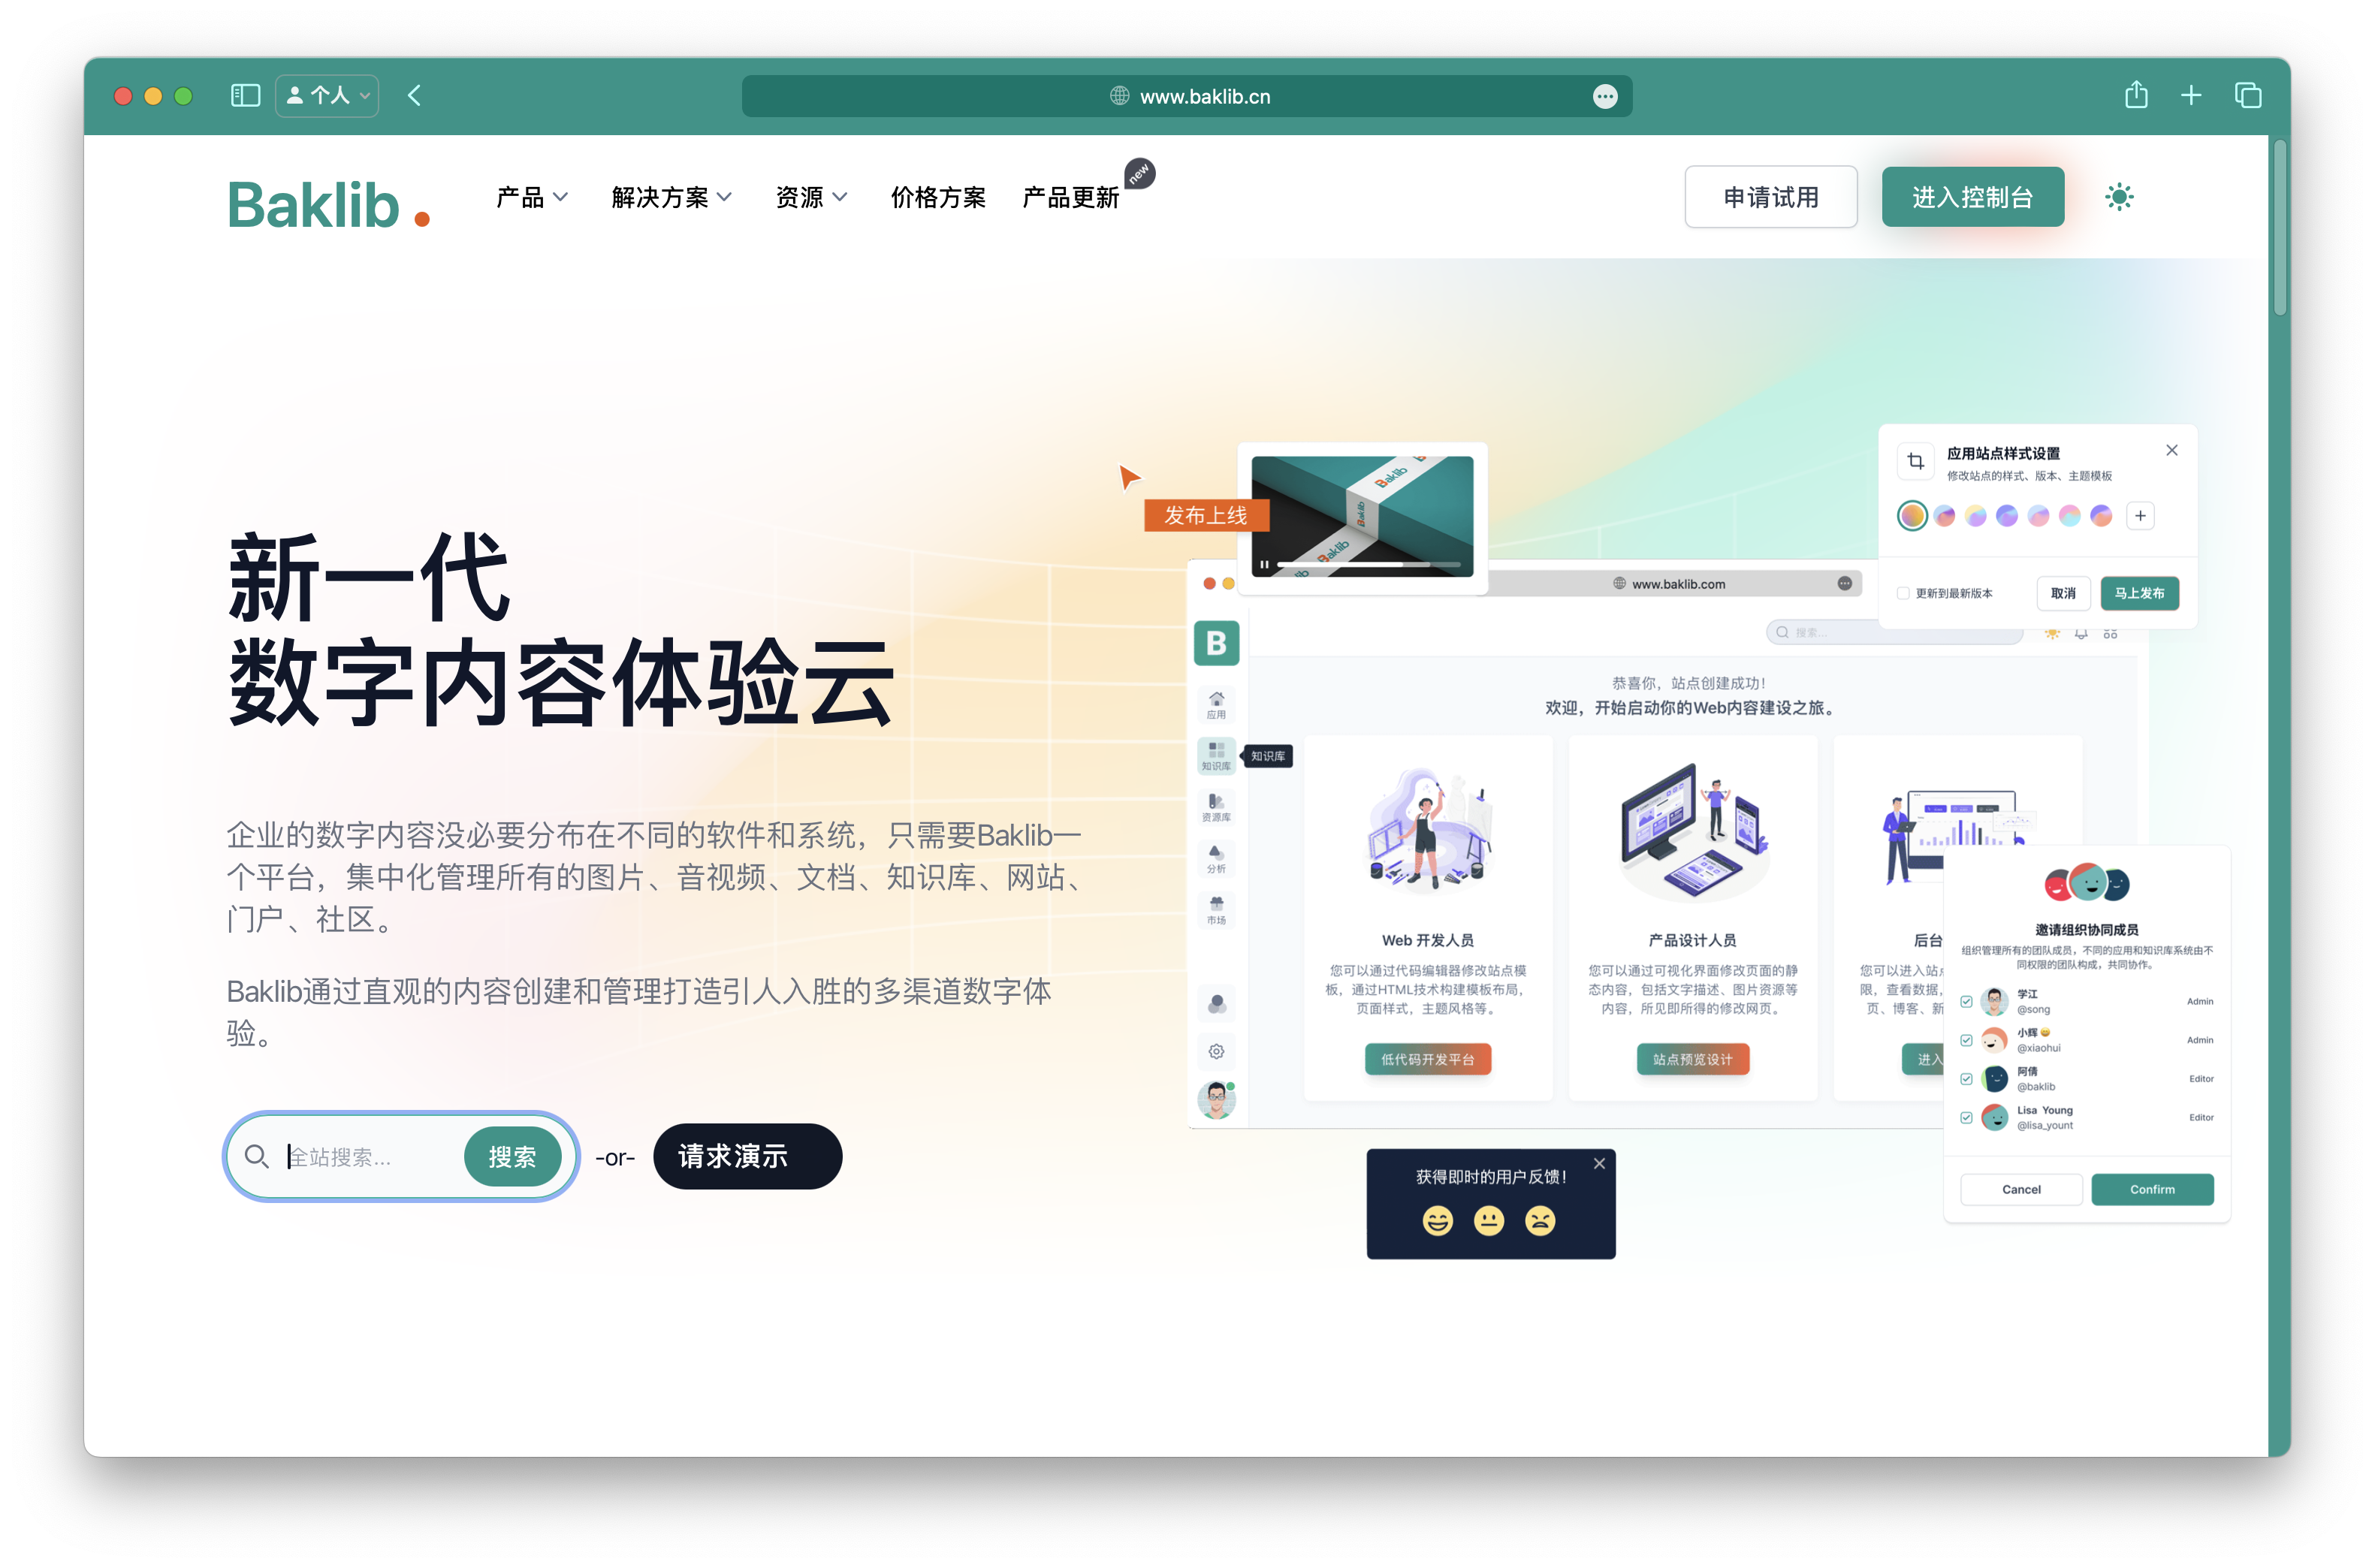 个人
www.baklib.cn
Baklib.
产品
解决方案
资源
价格方案
产品更新
new
申请试用
进入控制台
新一代
数字内容体验云
企业的数字内容没必要分布在不同的软件和系统，只需要Baklib一
个平台，集中化管理所有的图片、音视频、文档、知识库、网站、
门户、社区。
Baklib通过直观的内容创建和管理打造引人入胜的多渠道数字体
验。
全站搜索...
搜索
-or-
请求演示
发布上线
Baklib
Baklib
Baklib
应用站点样式设置
修改站点的样式、版本、主题模板
更新到最新版本
取消
马上发布
www.baklib.com
搜索...
B
应用
知识库
知识库
资源库
分析
市场
恭喜你，站点创建成功！
欢迎，开始启动你的Web内容建设之旅。
Web 开发人员
您可以通过代码编辑器修改站点模
板，通过HTML技术构建模板布局，
页面样式，主题风格等。
低代码开发平台
产品设计人员
您可以通过可视化界面修改页面的静
态内容，包括文字描述、图片资源等
内容，所见即所得的修改网页。
站点预览设计
后台
您可以进入站点
限，查看数据，
页、博客、新
进入
邀请组织协同成员
组织管理所有的团队成员，不同的应用和知识库系统由不
同权限的团队构成，共同协作。
学江
@song
Admin
小辉
@xiaohui
Admin
阿倩
@baklib
Editor
Lisa Young
@lisa_yount
Editor
Cancel
Confirm
获得即时的用户反馈！